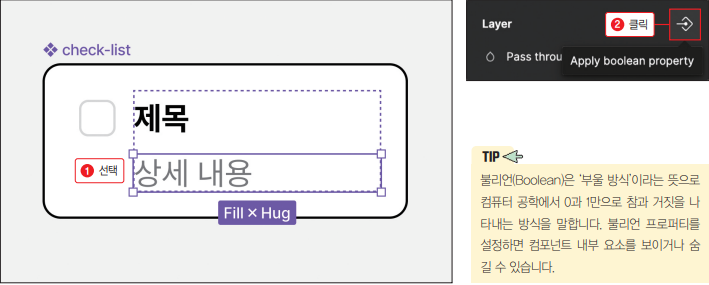 check-list
제목
1 선택
상세 내용
Fill × Hug
Layer
2 클릭
Pass throu
Apply boolean property
TIP
불리언(Boolean)은 ‘부울 방식’이라는 뜻으로
컴퓨터 공학에서 0과 1만으로 참과 거짓을 나
타내는 방식을 말합니다. 불리언 프로퍼티를
설정하면 컴포넌트 내부 요소를 보이거나 숨
길 수 있습니다.